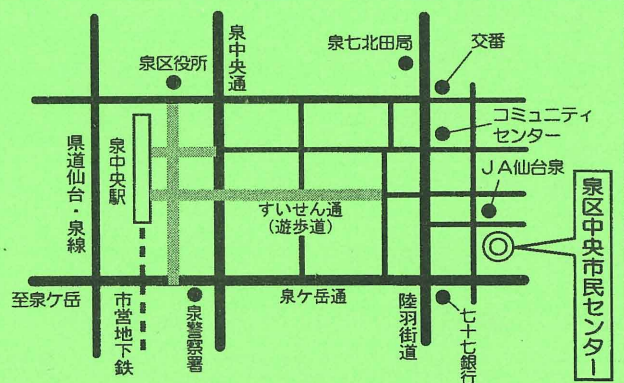 泉区役所
泉中央通
泉七北田局
交番
コミュニティ
センター
JA仙台泉
県道仙台・泉線
泉中央駅
すいせん通
(遊歩道)
泉区中央市民センター
至泉ケ岳
市営地下鉄
泉警察署
泉ケ岳通
陸羽街道
七十七銀行